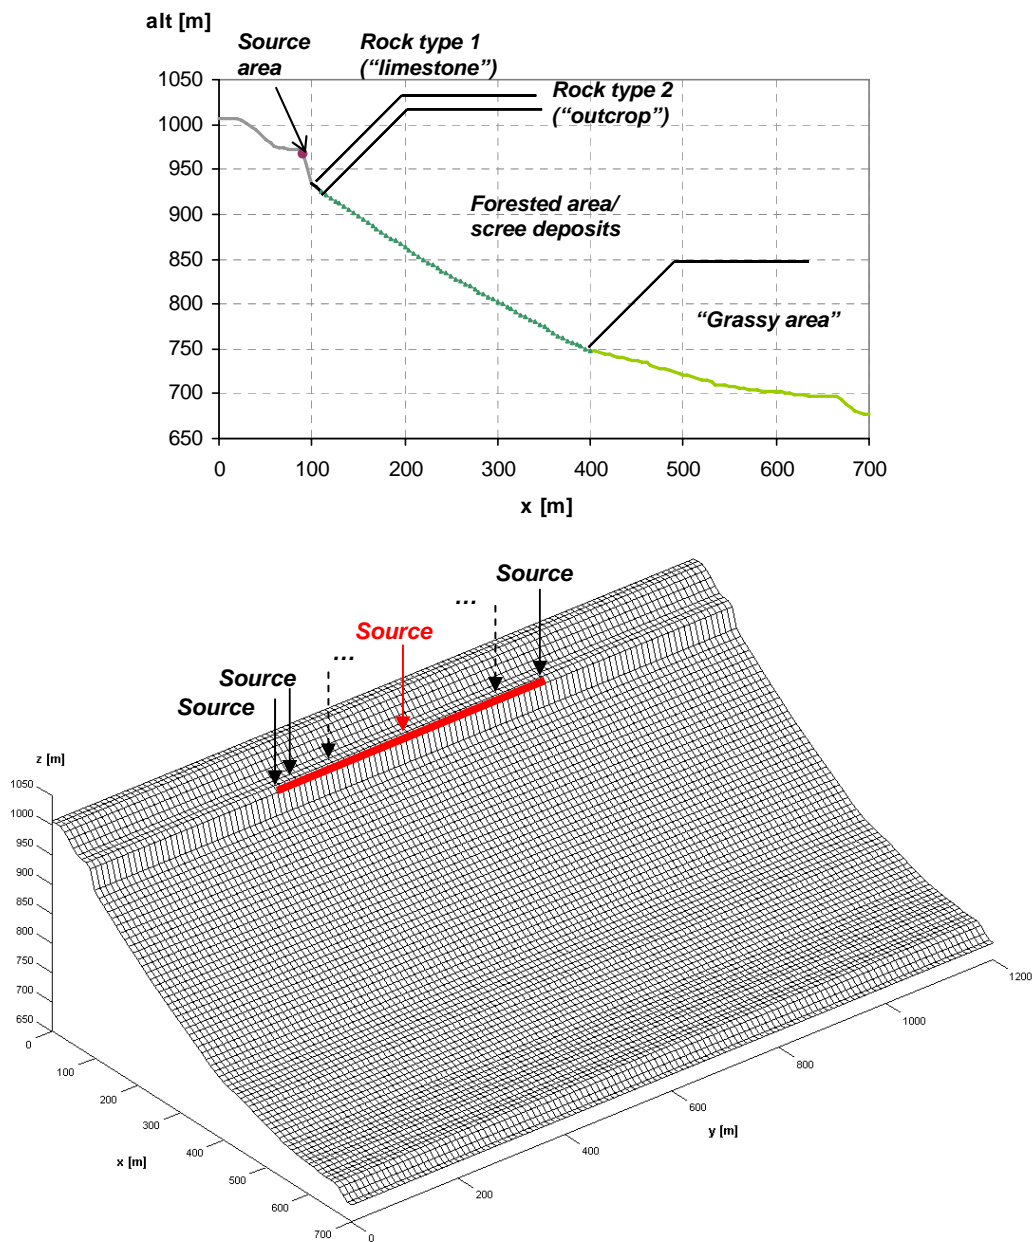 alt [m]
Source
area
Rock type 1
(“limestone”)
Rock type 2
(“outcrop”)
1050
1000
950
900
850
800
750
700
650
Forested area/
scree deposits
“Grassy area”
0 100 200 300 400 500 600 700
x [m]
Source
...
Source
...
Source
Source
z [m]
1050
1000
950
900
850
800
750
700
650
0
100
200
300
400
500
600
700
x [m]
0
200
400
600
800
1000
1200
y [m]